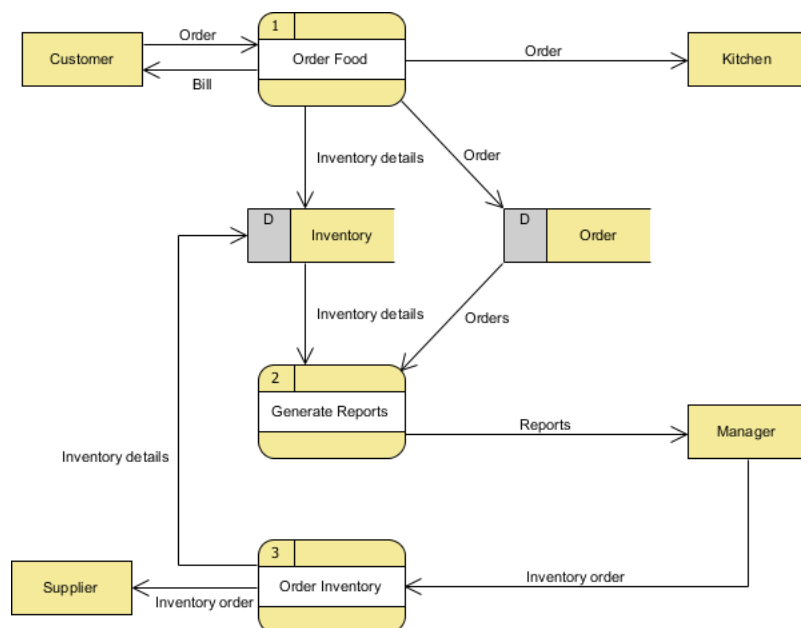 1
Order
Customer
Order Food
Order
Kitchen
Bill
Inventory details
Order
D
Inventory
D
Order
Inventory details
Orders
2
Generate Reports
Reports
Manager
Inventory details
3
Order Inventory
Inventory order
Supplier
Inventory order